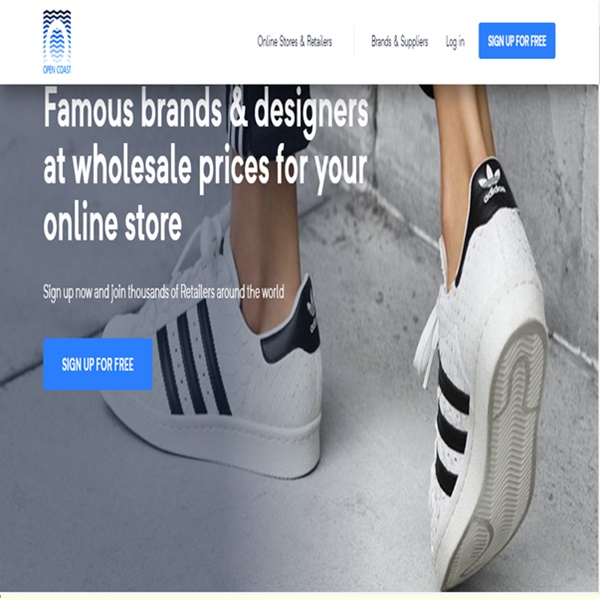 OPEN COAST
Online Stores & Retailers
Brands & Suppliers
Log in
SIGN UP FOR FREE
Famous brands & designers
at wholesale prices for your
online store
Sign up now and join thousands of Retailers around the world
SIGN UP FOR FREE
adidas